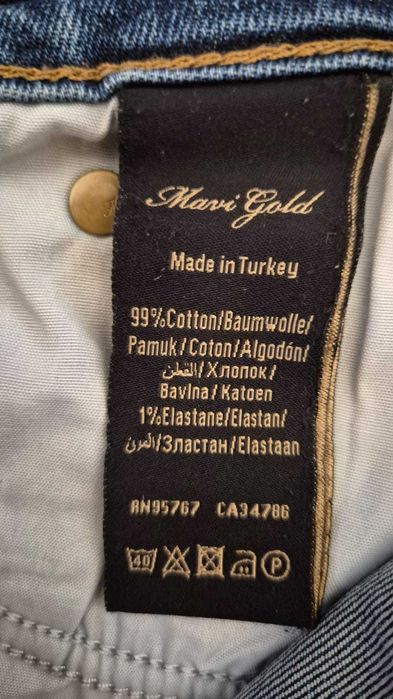 Mavi Gold
Made in Turkey
99%Cotton/Baumwolle/
Pamuk/Coton/Algodón/
القطن/Хлопок/
Bavlna/Katoen
1%Elastane/Elastan/
المرن/Эластан/Elastaan
RN95767 CA34786
40
P